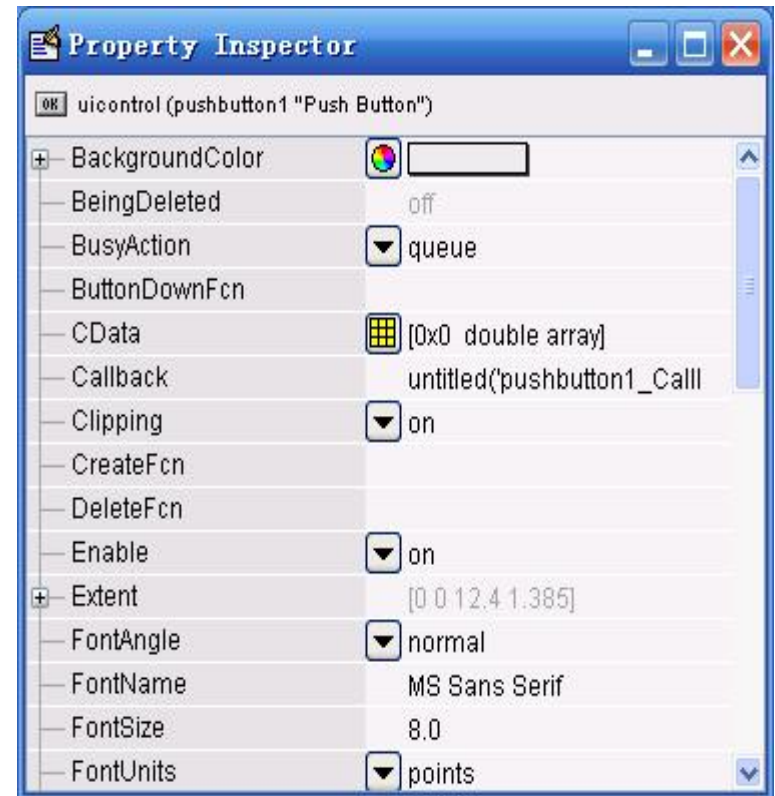 Property Inspector
OK uicontrol (pushbutton1 "Push Button")
BackgroundColor
BeingDeleted off
BusyAction queue
ButtonDownFcn
CData [0x0 double array]
Callback untitled('pushbutton1_Calll
Clipping on
CreateFcn
DeleteFcn
Enable on
Extent [0 0 12.4 1.385]
FontAngle normal
FontName MS Sans Serif
FontSize 8.0
FontUnits points